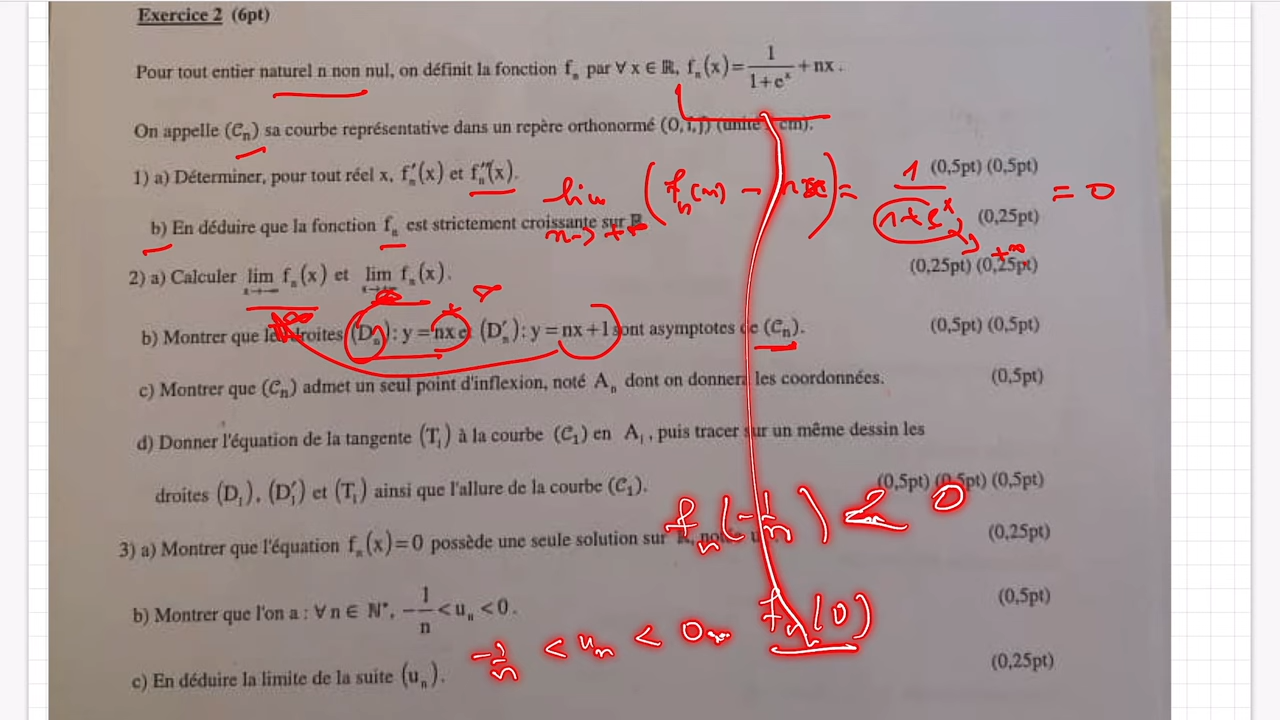 Exercice 2 (6pt)
Pour tout entier naturel n non nul, on définit la fonction fₙ par ∀ x ∈ ℝ, fₙ(x) = 1/(1+eˣ) + nx.
On appelle (Cₙ) sa courbe représentative dans un repère orthonormé (O, i, j) (unité cm).
1) a) Déterminer, pour tout réel x, fₙ′(x) et fₙ″(x). (0,5pt) (0,5pt)
lim (fₙ(x) - nx) = 1 = 0
b) En déduire que la fonction fₙ est strictement croissante sur ℝ (0,25pt)
+∞
2) a) Calculer lim fₙ(x) et lim fₙ(x). (0,25pt) (0,25pt)
b) Montrer que les droites (Dₙ) : y = nx et (D′ₙ) : y = nx + 1 sont asymptotes de (Cₙ). (0,5pt) (0,5pt)
c) Montrer que (Cₙ) admet un seul point d'inflexion, noté Aₙ dont on donnera les coordonnées. (0,5pt)
d) Donner l'équation de la tangente (T₁) à la courbe (C₁) en A₁, puis tracer sur un même dessin les
droites (D₁), (D′₁) et (T₁) ainsi que l'allure de la courbe (C₁). (0,5pt) (0,5pt) (0,5pt)
fₙ(-1/n) < 0
3) a) Montrer que l'équation fₙ(x) = 0 possède une seule solution sur ℝ, (0,25pt)
b) Montrer que l'on a : ∀ n ∈ ℕ*, -1/n < uₙ < 0. (0,5pt)
-1/n < uₙ < 0 fₙ(0)
c) En déduire la limite de la suite (uₙ). (0,25pt)